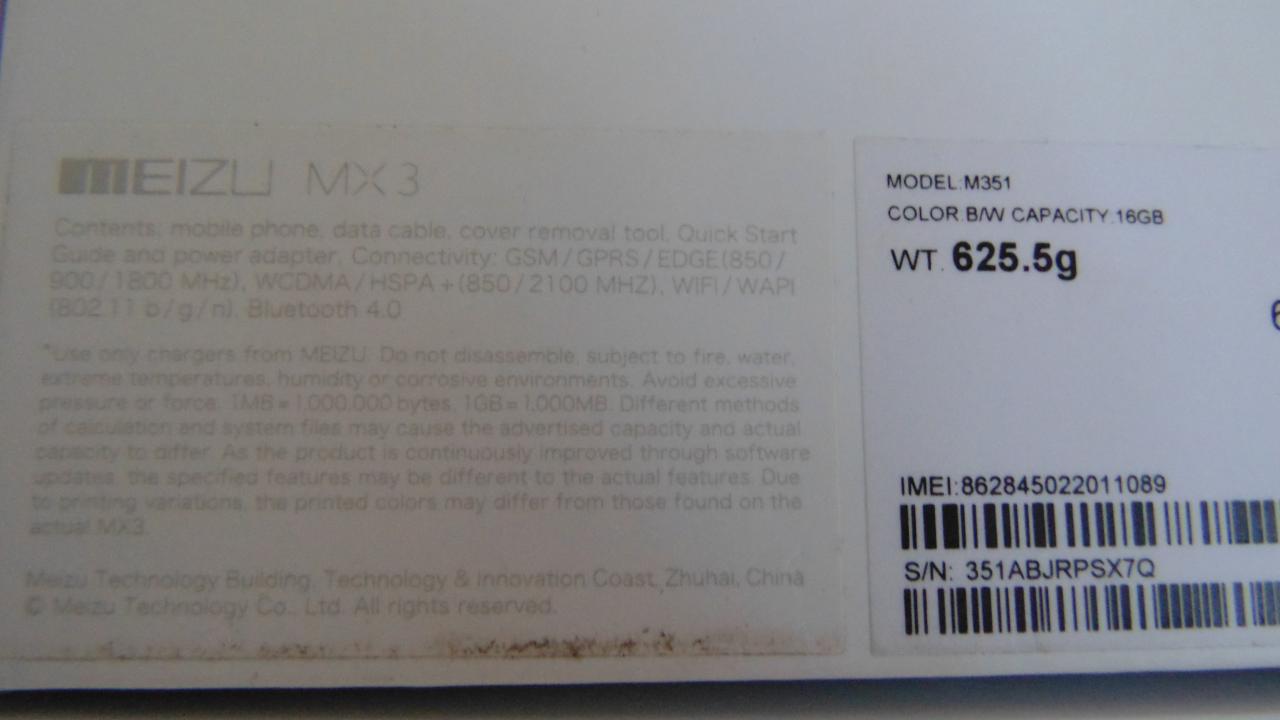 MEIZU MX3
Contents: mobile phone, data cable, cover removal tool, Quick Start
Guide and power adapter. Connectivity: GSM/GPRS/EDGE(850/
900/1800 MHz), WCDMA/HSPA+(850/2100 MHZ), WIFI/WAPI
(802.11 b/g/n), Bluetooth 4.0
*Use only chargers from MEIZU. Do not disassemble, subject to fire, water,
extreme temperatures, humidity or corrosive environments. Avoid excessive
pressure or force. 1MB=1,000,000 bytes, 1GB=1,000MB. Different methods
of calculation and system files may cause the advertised capacity and actual
capacity to differ. As the product is continuously improved through software
updates, the specified features may be different to the actual features. Due
to printing variations, the printed colors may differ from those found on the
actual MX3.
Meizu Technology Building, Technology & Innovation Coast, Zhuhai, China
© Meizu Technology Co., Ltd. All rights reserved.
MODEL:M351
COLOR:B/W CAPACITY:16GB
WT. 625.5g
IMEI:862845022011089
S/N: 351ABJRPSX7Q